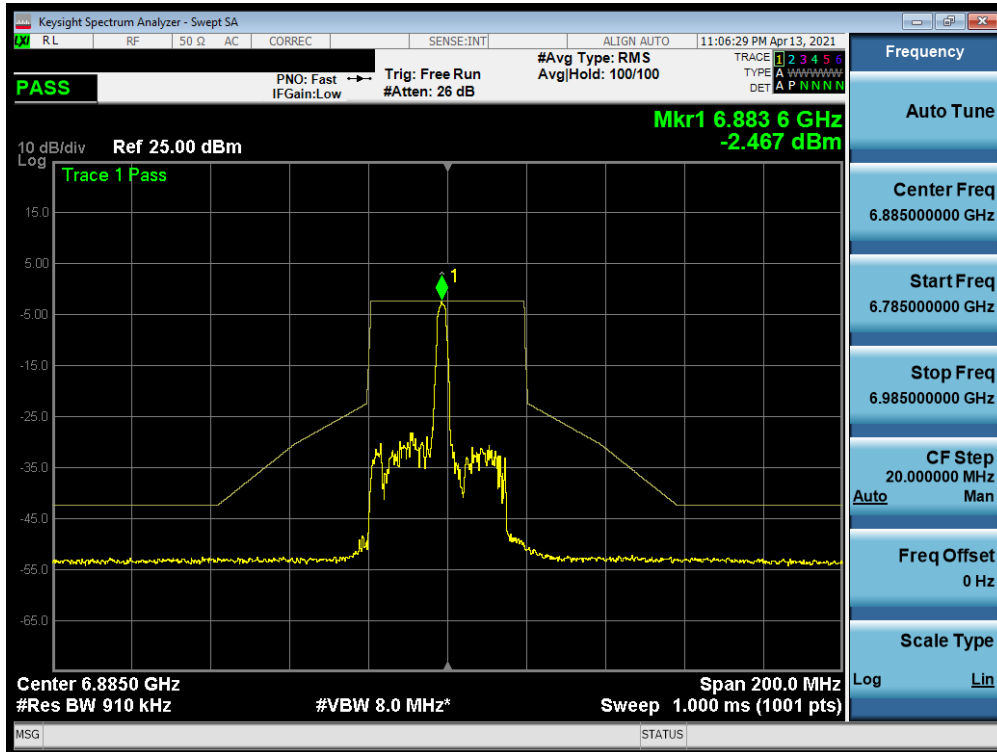 Keysight Spectrum Analyzer - Swept SA
LXI RL RF 50 Ω AC CORREC SENSE:INT ALIGN AUTO 11:06:29 PM Apr 13, 2021
PASS
PNO: Fast
IFGain:Low
Trig: Free Run
#Atten: 26 dB
#Avg Type: RMS
Avg|Hold: 100/100
TRACE 1 2 3 4 5 6
TYPE A WWWWW
DET A P N N N N
Mkr1 6.883 6 GHz
-2.467 dBm
10 dB/div Ref 25.00 dBm
Log
Trace 1 Pass
15.0
5.00
-5.00
-15.0
-25.0
-35.0
-45.0
-55.0
-65.0
1
Center 6.8850 GHz Span 200.0 MHz
#Res BW 910 kHz #VBW 8.0 MHz* Sweep 1.000 ms (1001 pts)
MSG STATUS
Frequency
Auto Tune
Center Freq
6.885000000 GHz
Start Freq
6.785000000 GHz
Stop Freq
6.985000000 GHz
CF Step
20.000000 MHz
Auto Man
Freq Offset
0 Hz
Scale Type
Log Lin